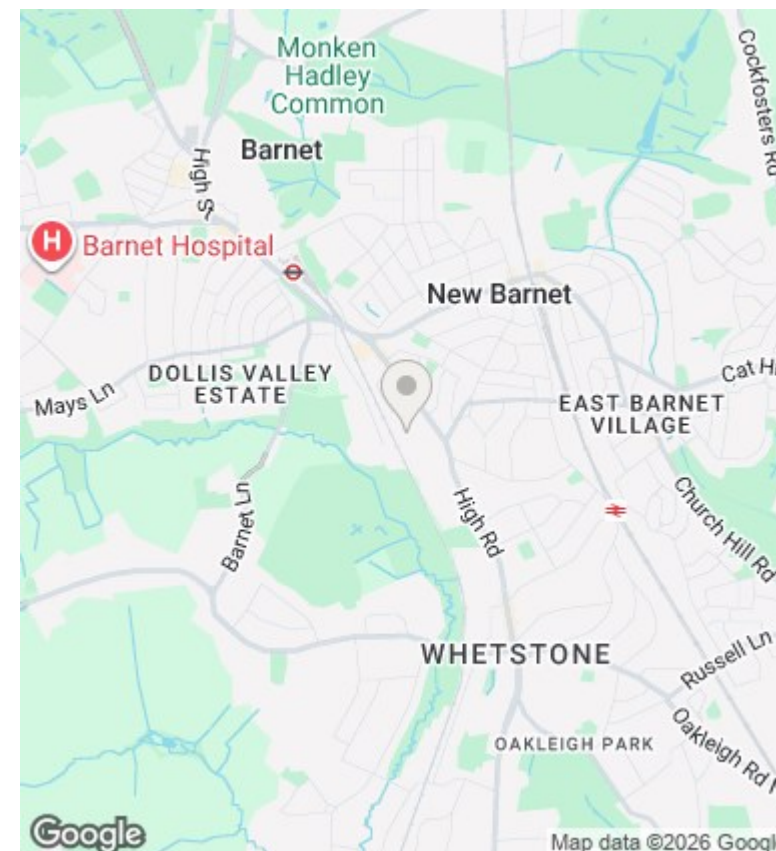 Monken
Hadley
Common
Cockfosters Rd
Barnet
High St
H
Barnet Hospital
New Barnet
DOLLIS VALLEY
ESTATE
Cat Hi
Mays Ln
EAST BARNET
VILLAGE
Barnet Ln
High Rd
Church Hill Rd
WHETSTONE
Russell Ln
OAKLEIGH PARK
Oakleigh Rd N
Google
Map data ©2026 Google